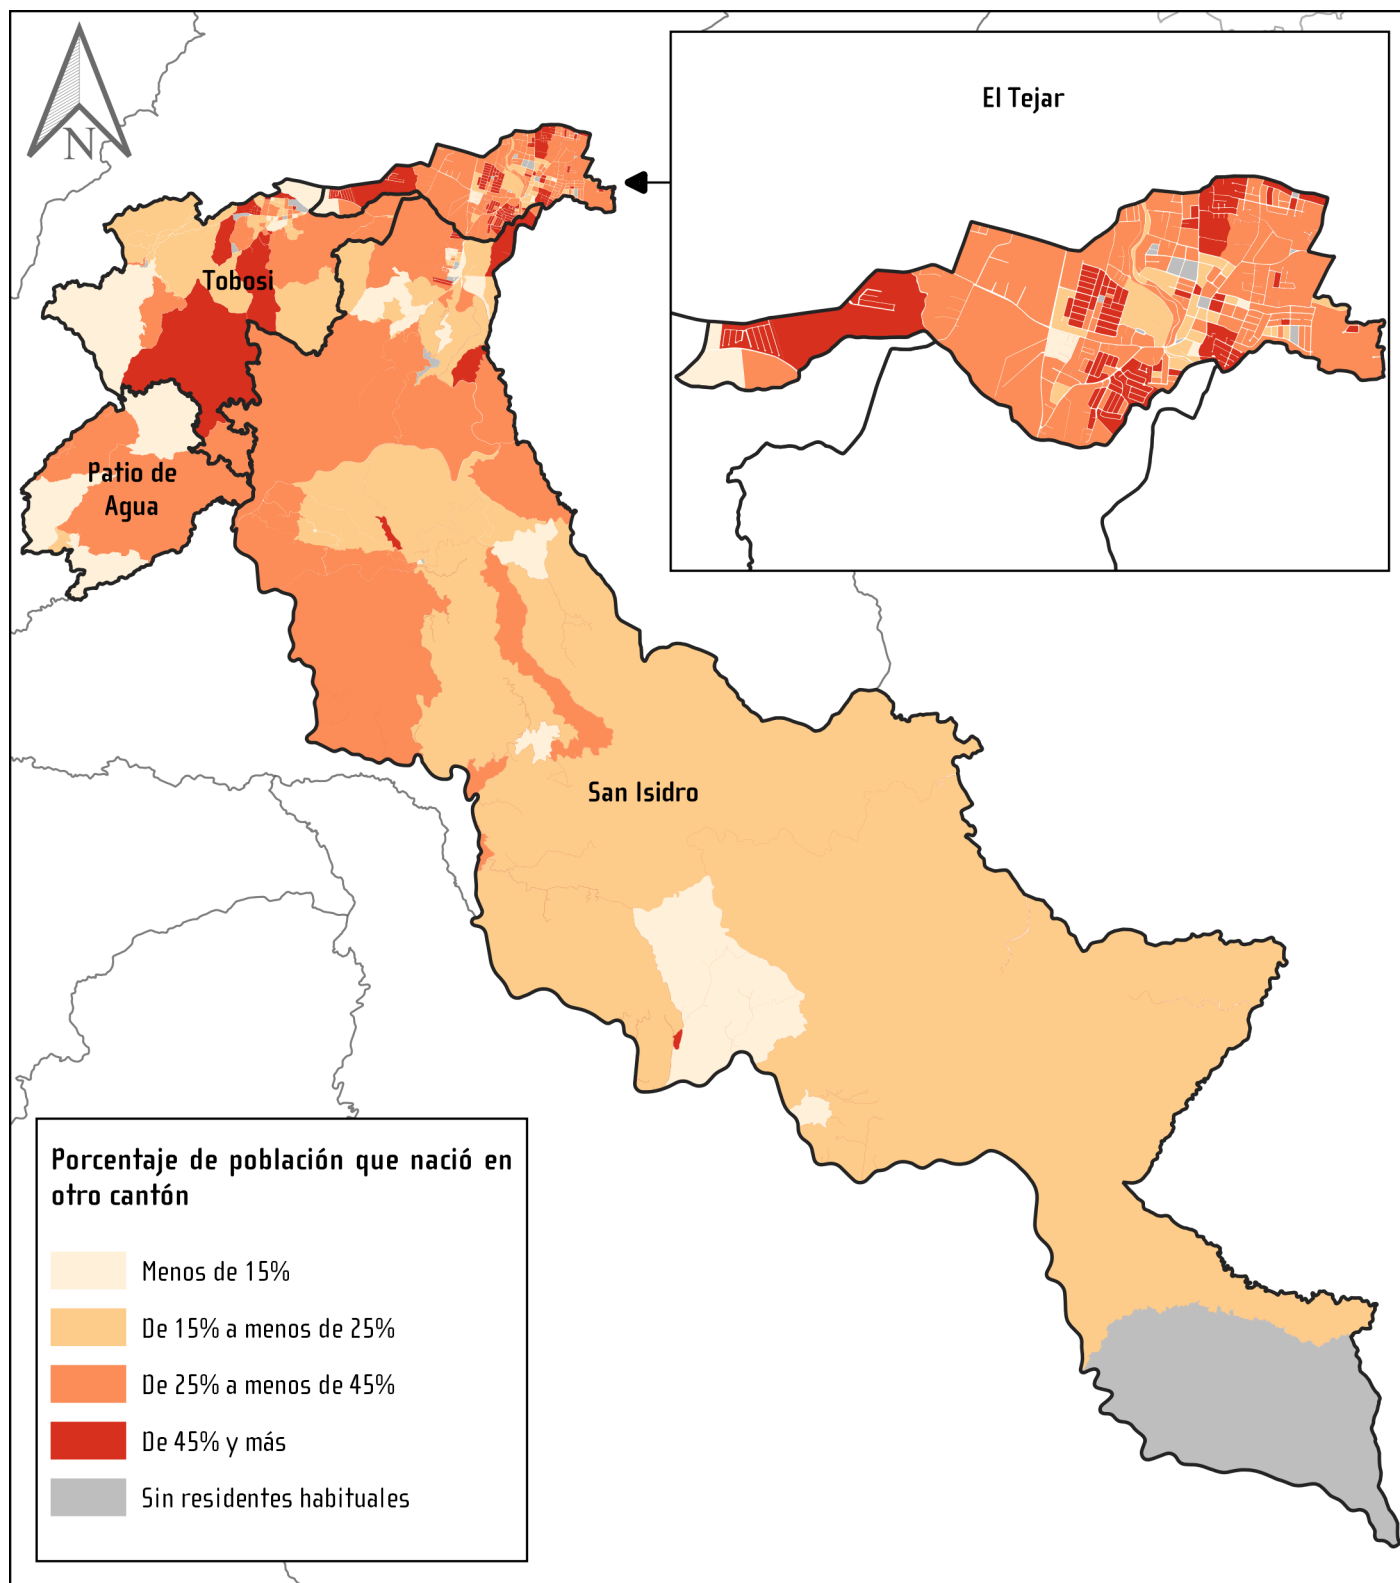 N
El Tejar
Tobosi
Patio de
Agua
San Isidro
Porcentaje de población que nació en
otro cantón
Menos de 15%
De 15% a menos de 25%
De 25% a menos de 45%
De 45% y más
Sin residentes habituales